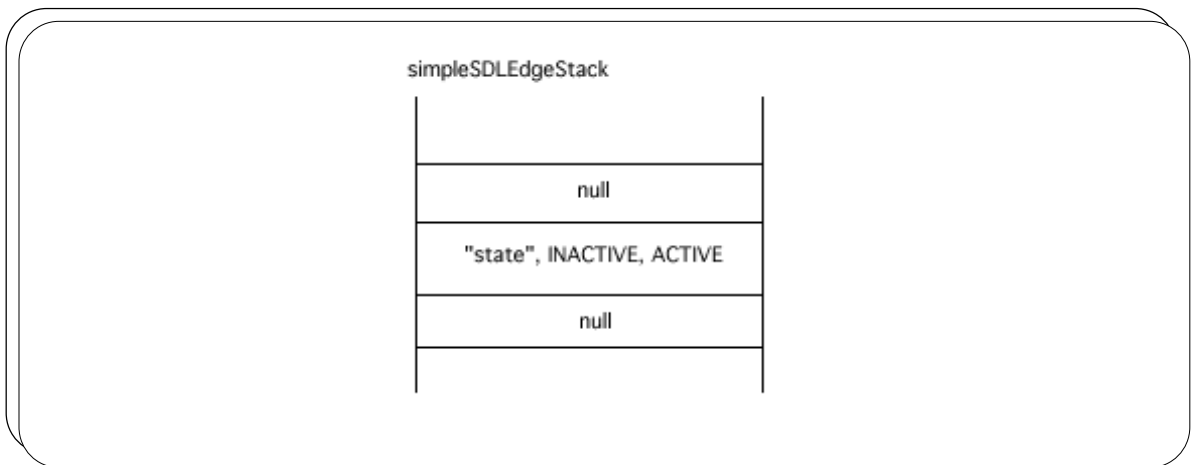 simpleSDLEdgeStack
null
"state", INACTIVE, ACTIVE
null